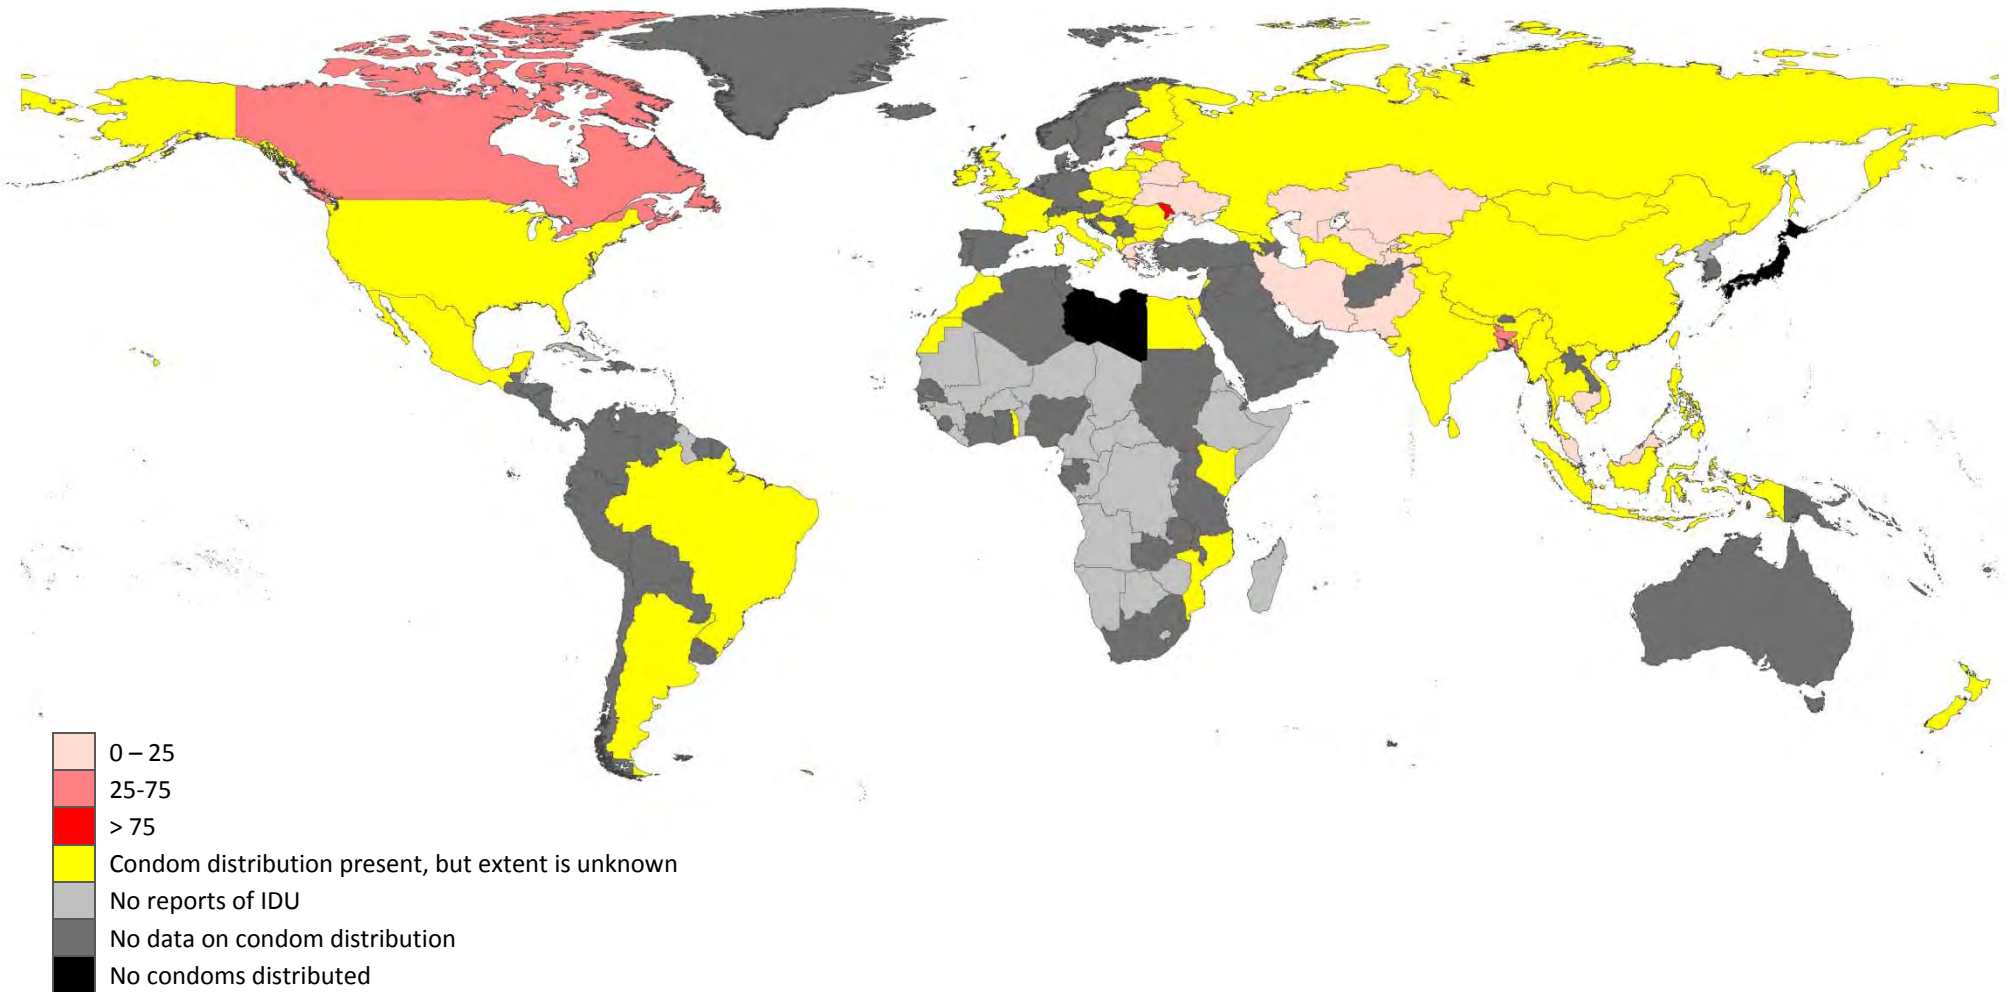 0 – 25
25-75
> 75
Condom distribution present, but extent is unknown
No reports of IDU
No data on condom distribution
No condoms distributed